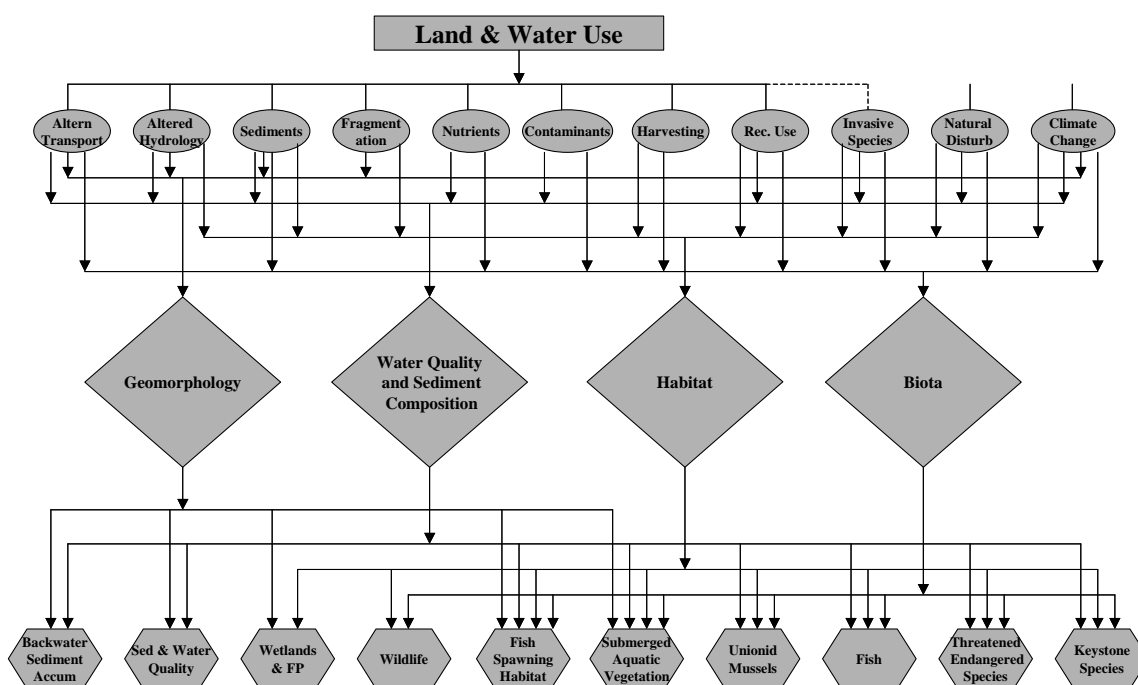 Land & Water Use
Altern
Transport
Altered
Hydrology
Sediments
Fragment
ation
Nutrients
Contaminants
Harvesting
Rec. Use
Invasive
Species
Natural
Disturb
Climate
Change
Geomorphology
Water Quality
and Sediment
Composition
Habitat
Biota
Backwater
Sediment
Accum
Sed & Water
Quality
Wetlands
& FP
Wildlife
Fish
Spawning
Habitat
Submerged
Aquatic
Vegetation
Unionid
Mussels
Fish
Threatened
Endangered
Species
Keystone
Species